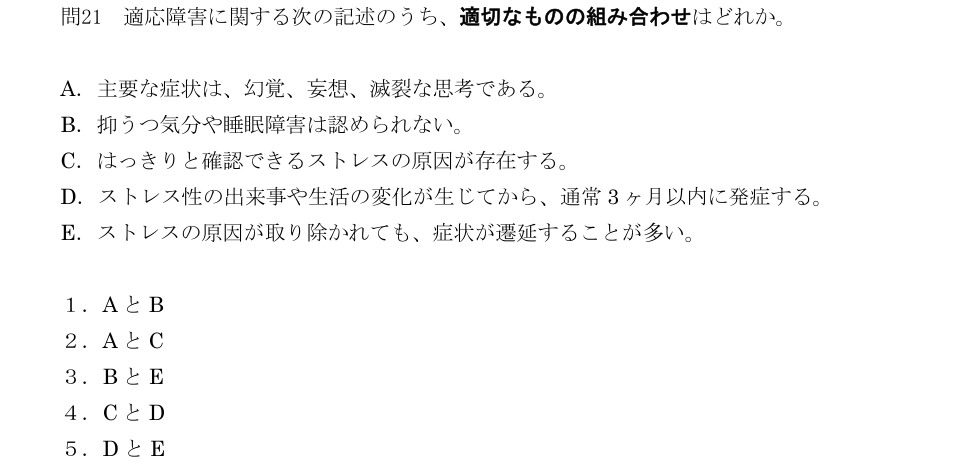 問21　適応障害に関する次の記述のうち、適切なものの組み合わせはどれか。
A．主要な症状は、幻覚、妄想、滅裂な思考である。
B．抑うつ気分や睡眠障害は認められない。
C．はっきりと確認できるストレスの原因が存在する。
D．ストレス性の出来事や生活の変化が生じてから、通常３ヶ月以内に発症する。
E．ストレスの原因が取り除かれても、症状が遷延することが多い。
１．AとB
２．AとC
３．BとE
４．CとD
５．DとE